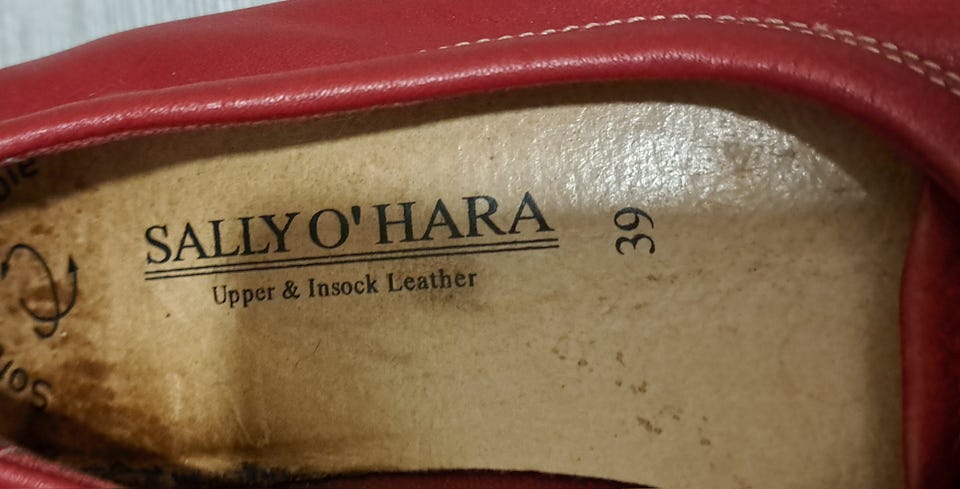 SALLY O'HARA
Upper & Insock Leather
39